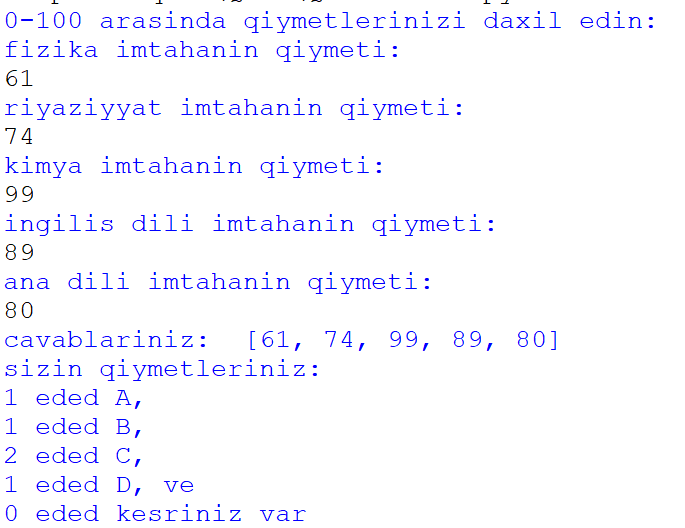 0-100 arasinda qiymetlerinizi daxil edin:
fizika imtahanin qiymeti:
61
riyaziyyat imtahanin qiymeti:
74
kimya imtahanin qiymeti:
99
ingilis dili imtahanin qiymeti:
89
ana dili imtahanin qiymeti:
80
cavablariniz:  [61, 74, 99, 89, 80]
sizin qiymetleriniz:
1 eded A,
1 eded B,
2 eded C,
1 eded D, ve
0 eded kesriniz var